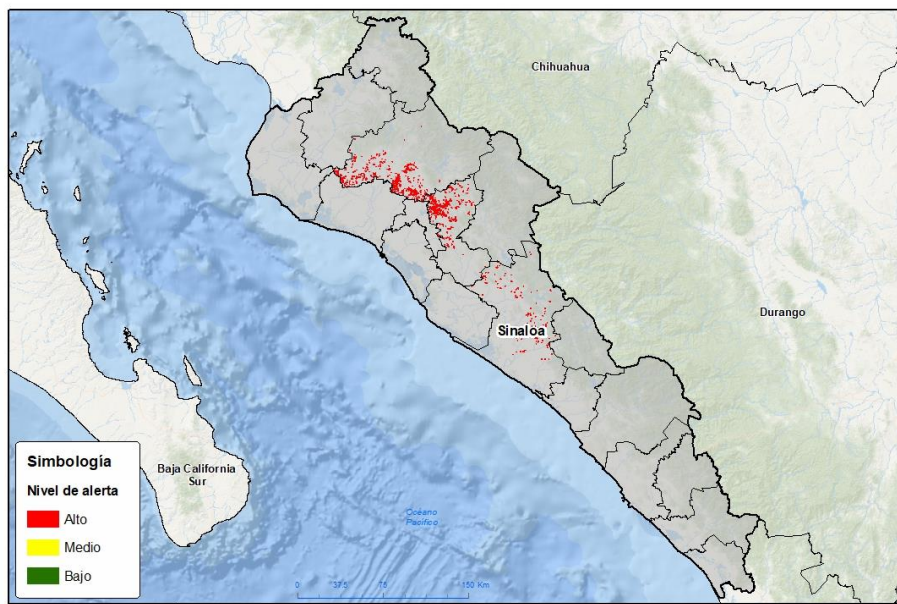 Chihuahua
Durango
Sinaloa
Baja California
Sur
Océano
Pacífico
Simbología
Nivel de alerta
Alto
Medio
Bajo
0 37.5 75 150 Km